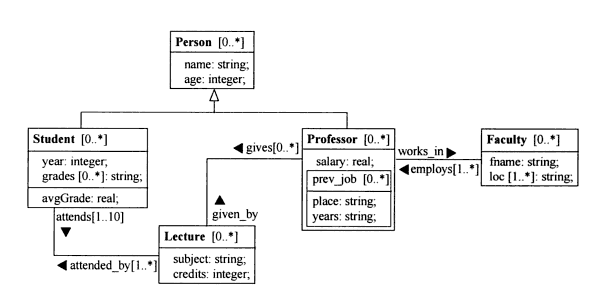 Person [0..*]
name: string;
age: integer;
Student [0..*]
year: integer;
grades [0..*]: string;
avgGrade: real;
attends[1..10]
gives[0..*]
Professor [0..*]
salary: real;
prev_job [0..*]
place: string;
years: string;
works_in
employs[1..*]
Faculty [0..*]
fname: string;
loc [1..*]: string;
given_by
Lecture [0..*]
subject: string;
credits: integer;
attended_by[1..*]